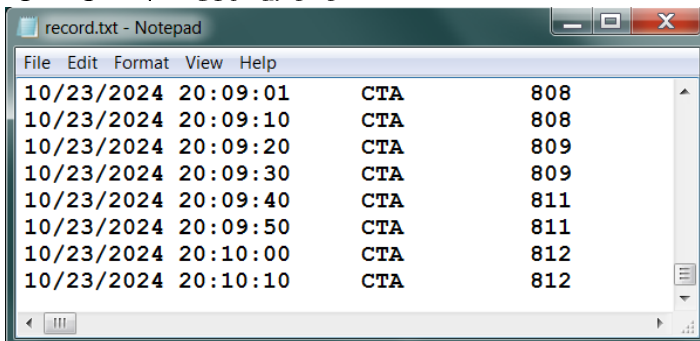 record.txt - Notepad
File Edit Format View Help
10/23/2024 20:09:01 CTA 808
10/23/2024 20:09:10 CTA 808
10/23/2024 20:09:20 CTA 809
10/23/2024 20:09:30 CTA 809
10/23/2024 20:09:40 CTA 811
10/23/2024 20:09:50 CTA 811
10/23/2024 20:10:00 CTA 812
10/23/2024 20:10:10 CTA 812